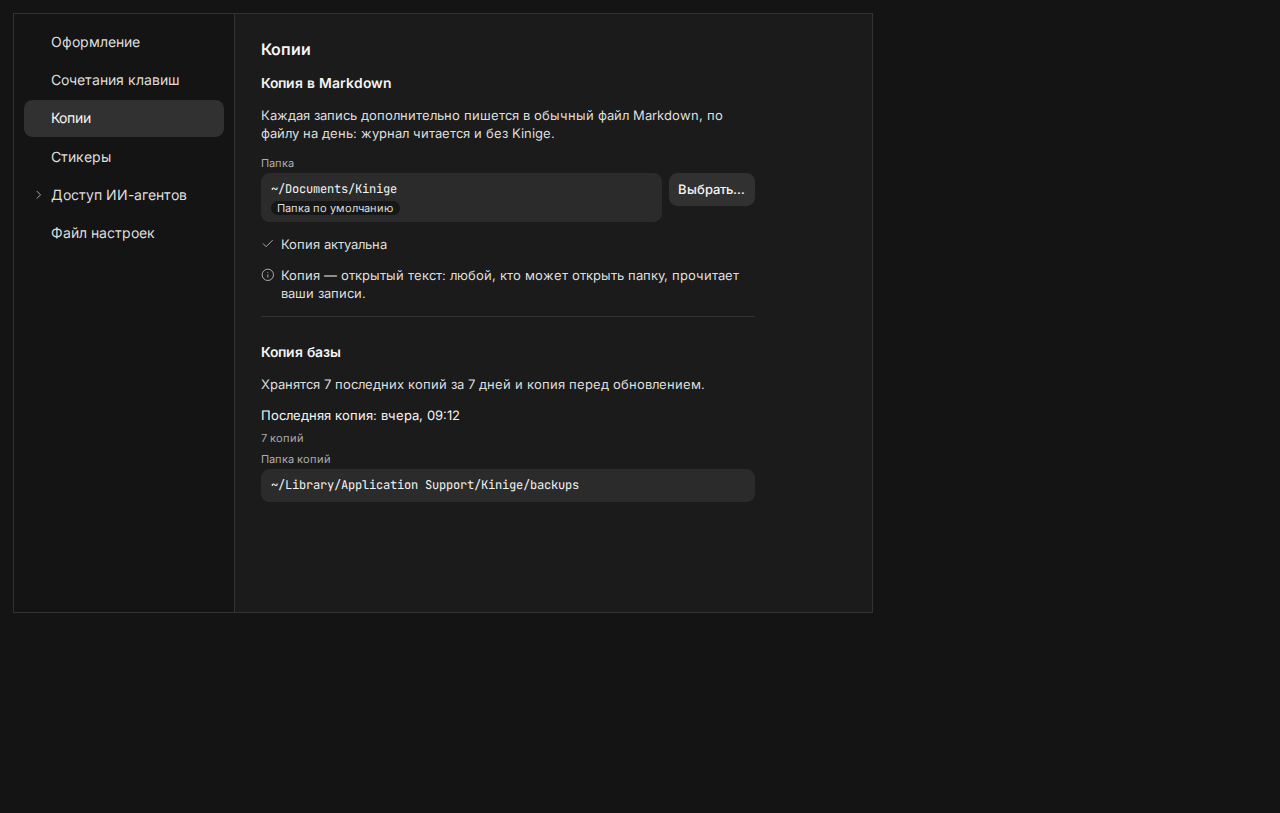 Оформление
Сочетания клавиш
Копии
Стикеры
Доступ ИИ-агентов
Файл настроек
Копии
Копия в Markdown
Каждая запись дополнительно пишется в обычный файл Markdown, по
файлу на день: журнал читается и без Kinige.
Папка
~/Documents/Kinige
Папка по умолчанию
Выбрать...
Копия актуальна
Копия — открытый текст: любой, кто может открыть папку, прочитает
ваши записи.
Копия базы
Хранятся 7 последних копий за 7 дней и копия перед обновлением.
Последняя копия: вчера, 09:12
7 копий
Папка копий
~/Library/Application Support/Kinige/backups